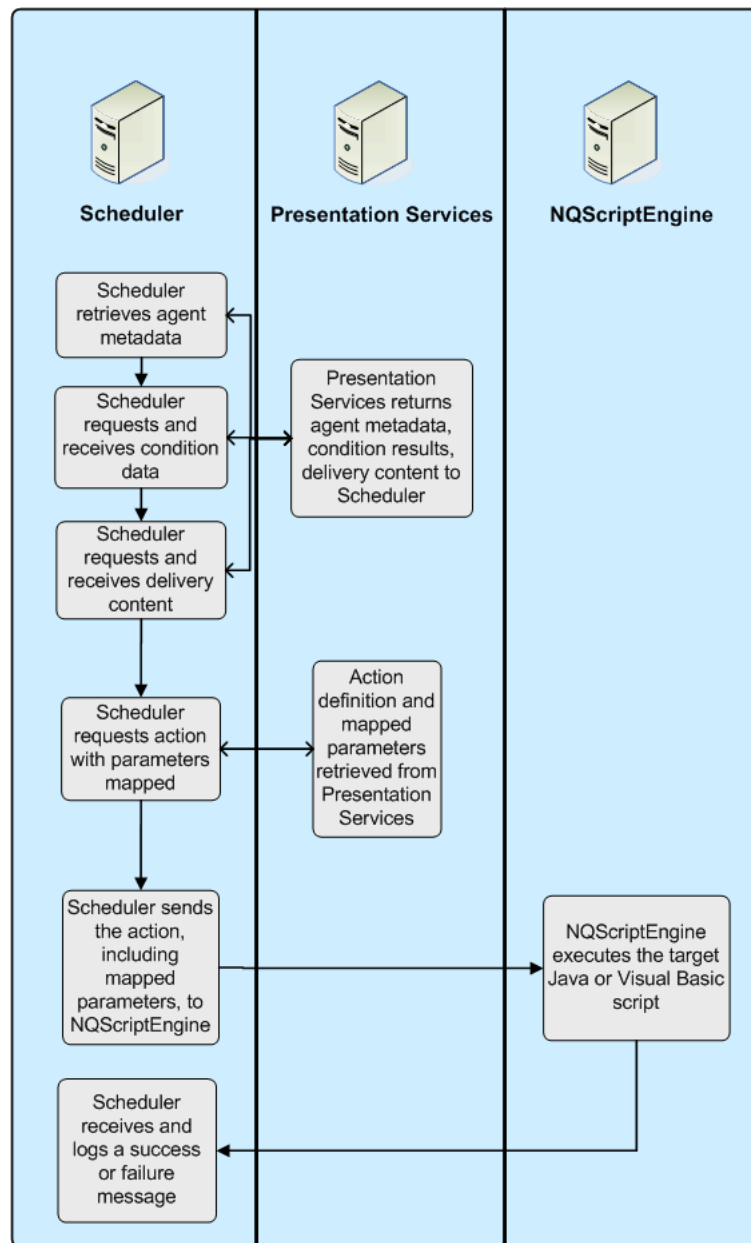 Scheduler
Presentation Services
NQScriptEngine
Scheduler
retrieves agent
metadata
Scheduler
requests and
receives condition
data
Presentation
Services returns
agent metadata,
condition results,
delivery content to
Scheduler
Scheduler
requests and
receives delivery
content
Scheduler
requests action
with parameters
mapped
Action
definition and
mapped
parameters
retrieved from
Presentation
Services
Scheduler sends
the action,
including
mapped
parameters, to
NQScriptEngine
NQScriptEngine
executes the target
Java or Visual Basic
script
Scheduler
receives and
logs a success
or failure
message